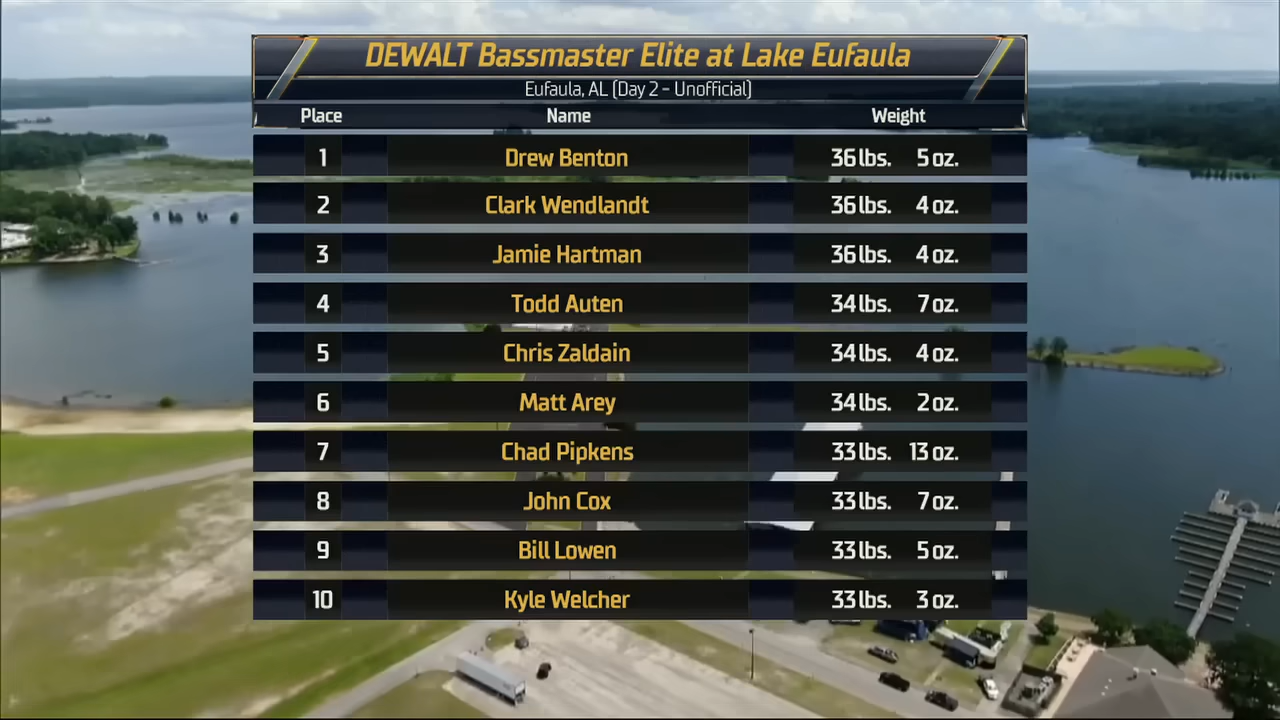 DEWALT Bassmaster Elite at Lake Eufaula
Eufaula, AL (Day 2 - Unofficial)
Place Name Weight
1 Drew Benton 36 lbs. 5 oz.
2 Clark Wendlandt 36 lbs. 4 oz.
3 Jamie Hartman 36 lbs. 4 oz.
4 Todd Auten 34 lbs. 7 oz.
5 Chris Zaldain 34 lbs. 4 oz.
6 Matt Arey 34 lbs. 2 oz.
7 Chad Pipkens 33 lbs. 13 oz.
8 John Cox 33 lbs. 7 oz.
9 Bill Lowen 33 lbs. 5 oz.
10 Kyle Welcher 33 lbs. 3 oz.